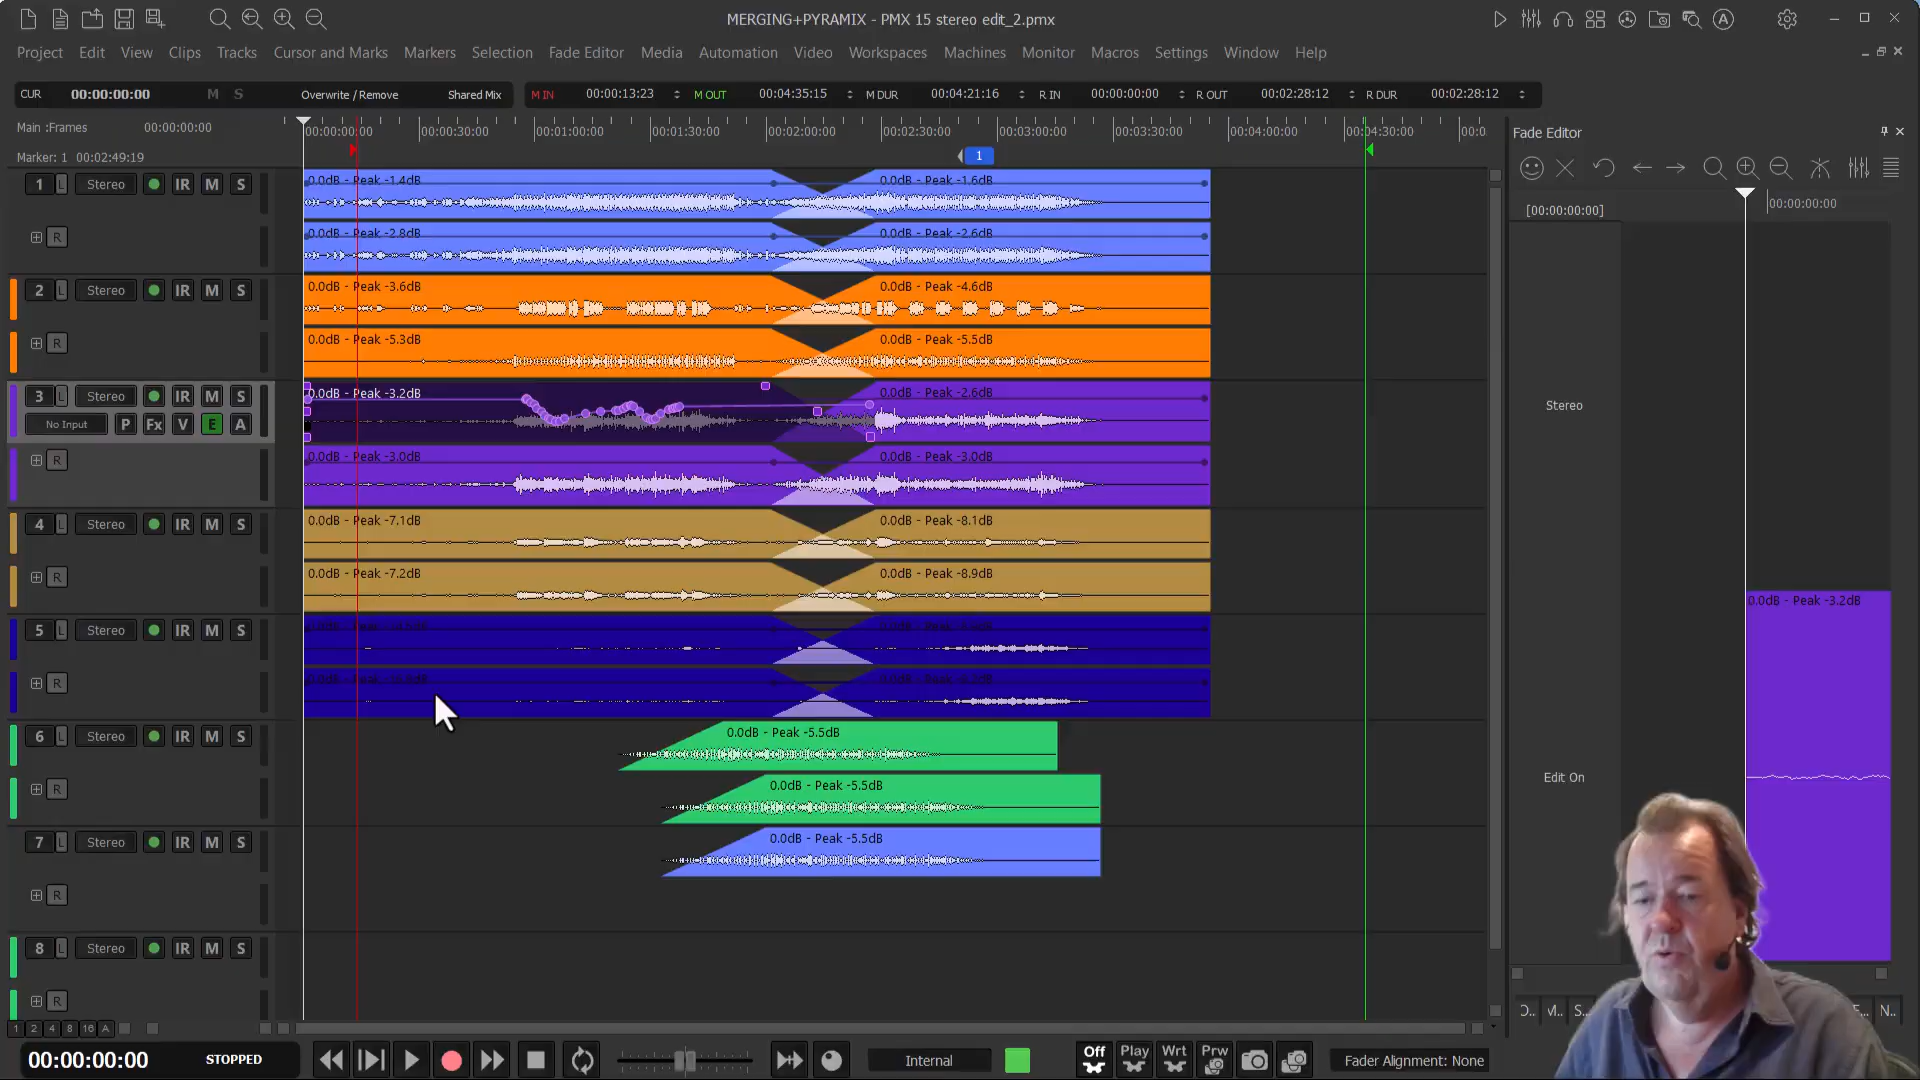 MERGING+PYRAMIX - PMX 15 stereo edit_2.pmx
Project Edit View Clips Tracks Cursor and Marks Markers Selection Fade Editor Media Automation Video Workspaces Machines Monitor Macros Settings Window Help
CUR 00:00:00:00 M S Overwrite / Remove Shared Mix M IN 00:00:13:23 M OUT 00:04:35:15 M DUR 00:04:21:16 R IN 00:00:00:00 R OUT 00:02:28:12 R DUR 00:02:28:12
Main :Frames 00:00:00:00
00:00:00:00 00:00:30:00 00:01:00:00 00:01:30:00 00:02:00:00 00:02:30:00 00:03:00:00 00:03:30:00 00:04:00:00 00:04:30:00 00:0
Marker: 1 00:02:49:19
1
Fade Editor
[00:00:00:00] 00:00:00:00
1 L Stereo IR M S
0.0dB - Peak -1.4dB 0.0dB - Peak -1.6dB
R
0.0dB - Peak -2.8dB 0.0dB - Peak -2.6dB
2 L Stereo IR M S
0.0dB - Peak -3.6dB 0.0dB - Peak -4.6dB
R
0.0dB - Peak -5.3dB 0.0dB - Peak -5.5dB
3 L Stereo IR M S
0.0dB - Peak -3.2dB 0.0dB - Peak -2.6dB
No Input P Fx V E A
R
0.0dB - Peak -3.0dB 0.0dB - Peak -3.0dB
4 L Stereo IR M S
0.0dB - Peak -7.1dB 0.0dB - Peak -8.1dB
R
0.0dB - Peak -7.2dB 0.0dB - Peak -8.9dB
5 L Stereo IR M S
R
6 L Stereo IR M S
0.0dB - Peak -5.5dB
R
0.0dB - Peak -5.5dB
7 L Stereo IR M S
0.0dB - Peak -5.5dB
R
8 L Stereo IR M S
R
Stereo
0.0dB - Peak -3.2dB
Edit On
1 2 4 8 16 A
00:00:00:00 STOPPED
Internal
Off Play Wrt Prw
Fader Alignment: None
D.. M.. S... E... N..